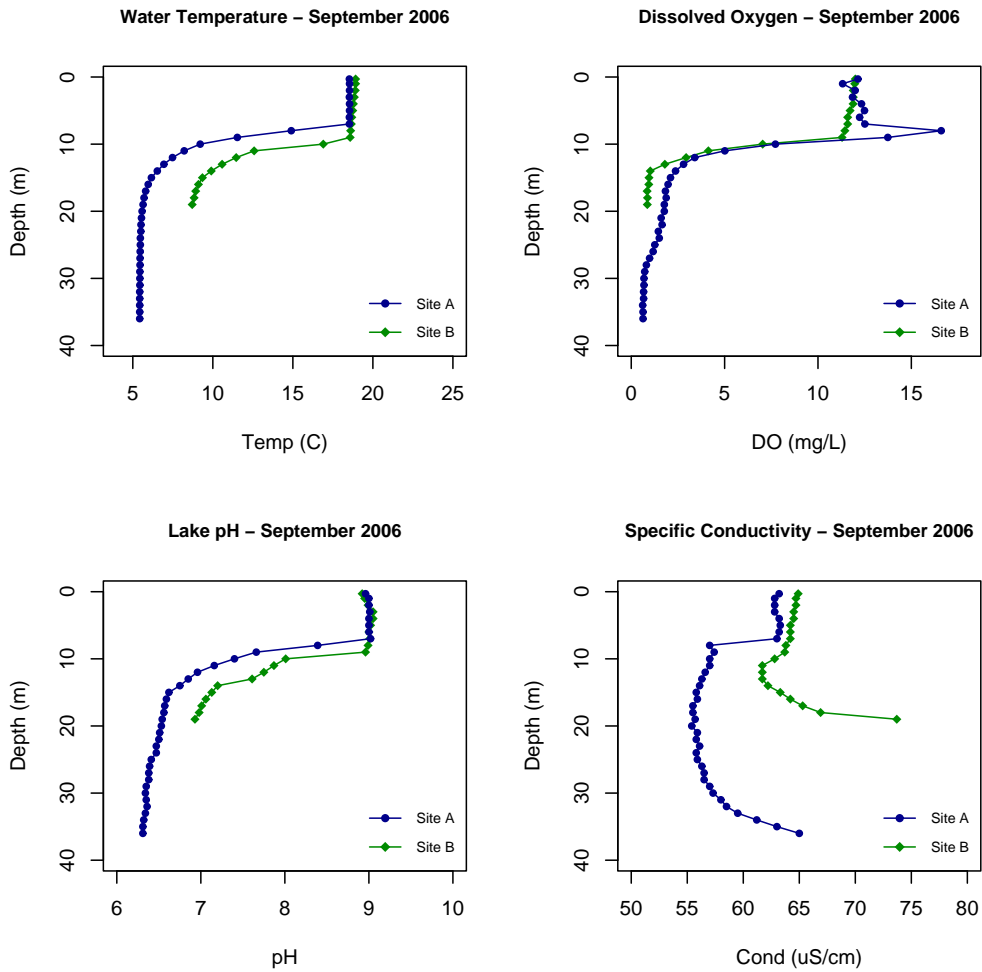 Water Temperature – September 2006
0
10
20
30
40
Depth (m)
5
10
15
20
25
Temp (C)
Site A
Site B
Dissolved Oxygen – September 2006
0
10
20
30
40
Depth (m)
0
5
10
15
DO (mg/L)
Site A
Site B
Lake pH – September 2006
0
10
20
30
40
Depth (m)
6
7
8
9
10
pH
Site A
Site B
Specific Conductivity – September 2006
0
10
20
30
40
Depth (m)
50
55
60
65
70
75
80
Cond (uS/cm)
Site A
Site B